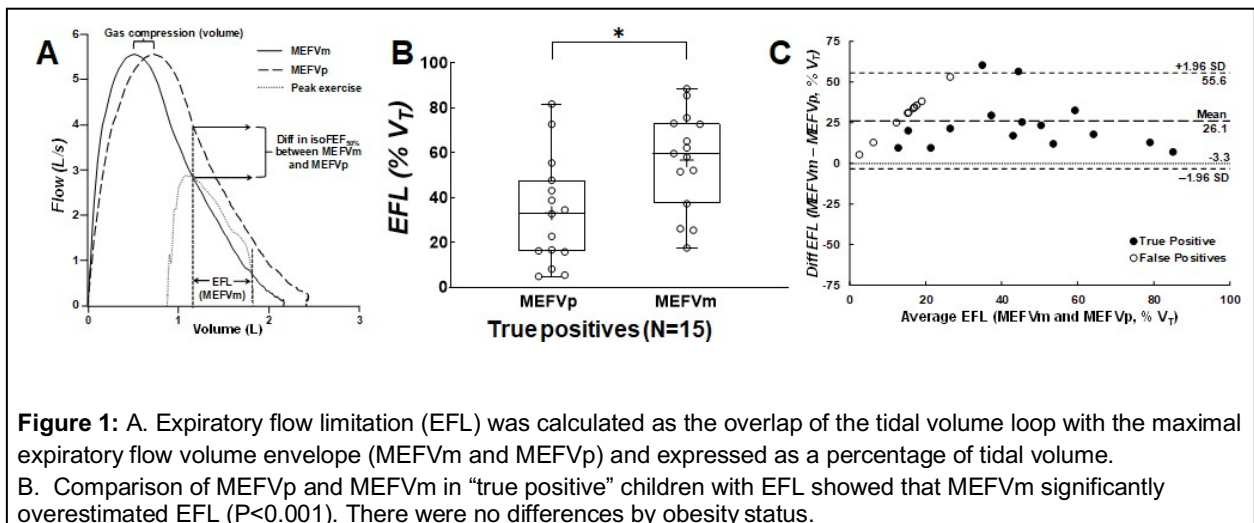 A
Gas compression (volume)
MEFVm
MEFVp
Peak exercise
Flow (L/s)
6
5
4
3
2
1
0
Diff in isoFEF50%
between MEFVm
and MEFVp
EFL
(MEFVm)
0 1 2 3
Volume (L)
B
*
EFL (% VT)
100
80
60
40
20
0
MEFVp MEFVm
True positives (N=15)
C
Diff EFL (MEFVm – MEFVp, % VT)
75
50
25
0
25
50
75
+1.96 SD
55.6
Mean
26.1
-3.3
–1.96 SD
True Positive
False Positives
0 20 40 60 80 100
Average EFL (MEFVm and MEFVp, % VT)
Figure 1: A. Expiratory flow limitation (EFL) was calculated as the overlap of the tidal volume loop with the maximal
expiratory flow volume envelope (MEFVm and MEFVp) and expressed as a percentage of tidal volume.
B. Comparison of MEFVp and MEFVm in “true positive” children with EFL showed that MEFVm significantly
overestimated EFL (P<0.001). There were no differences by obesity status.